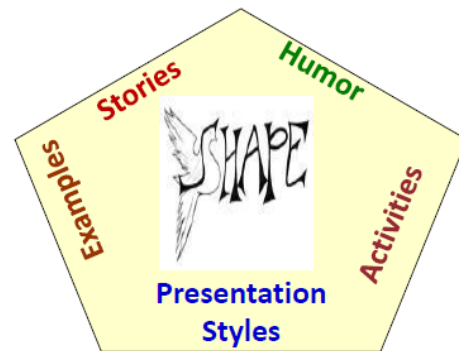 Stories
Humor
Examples
SHAPE
Activities
Presentation
Styles